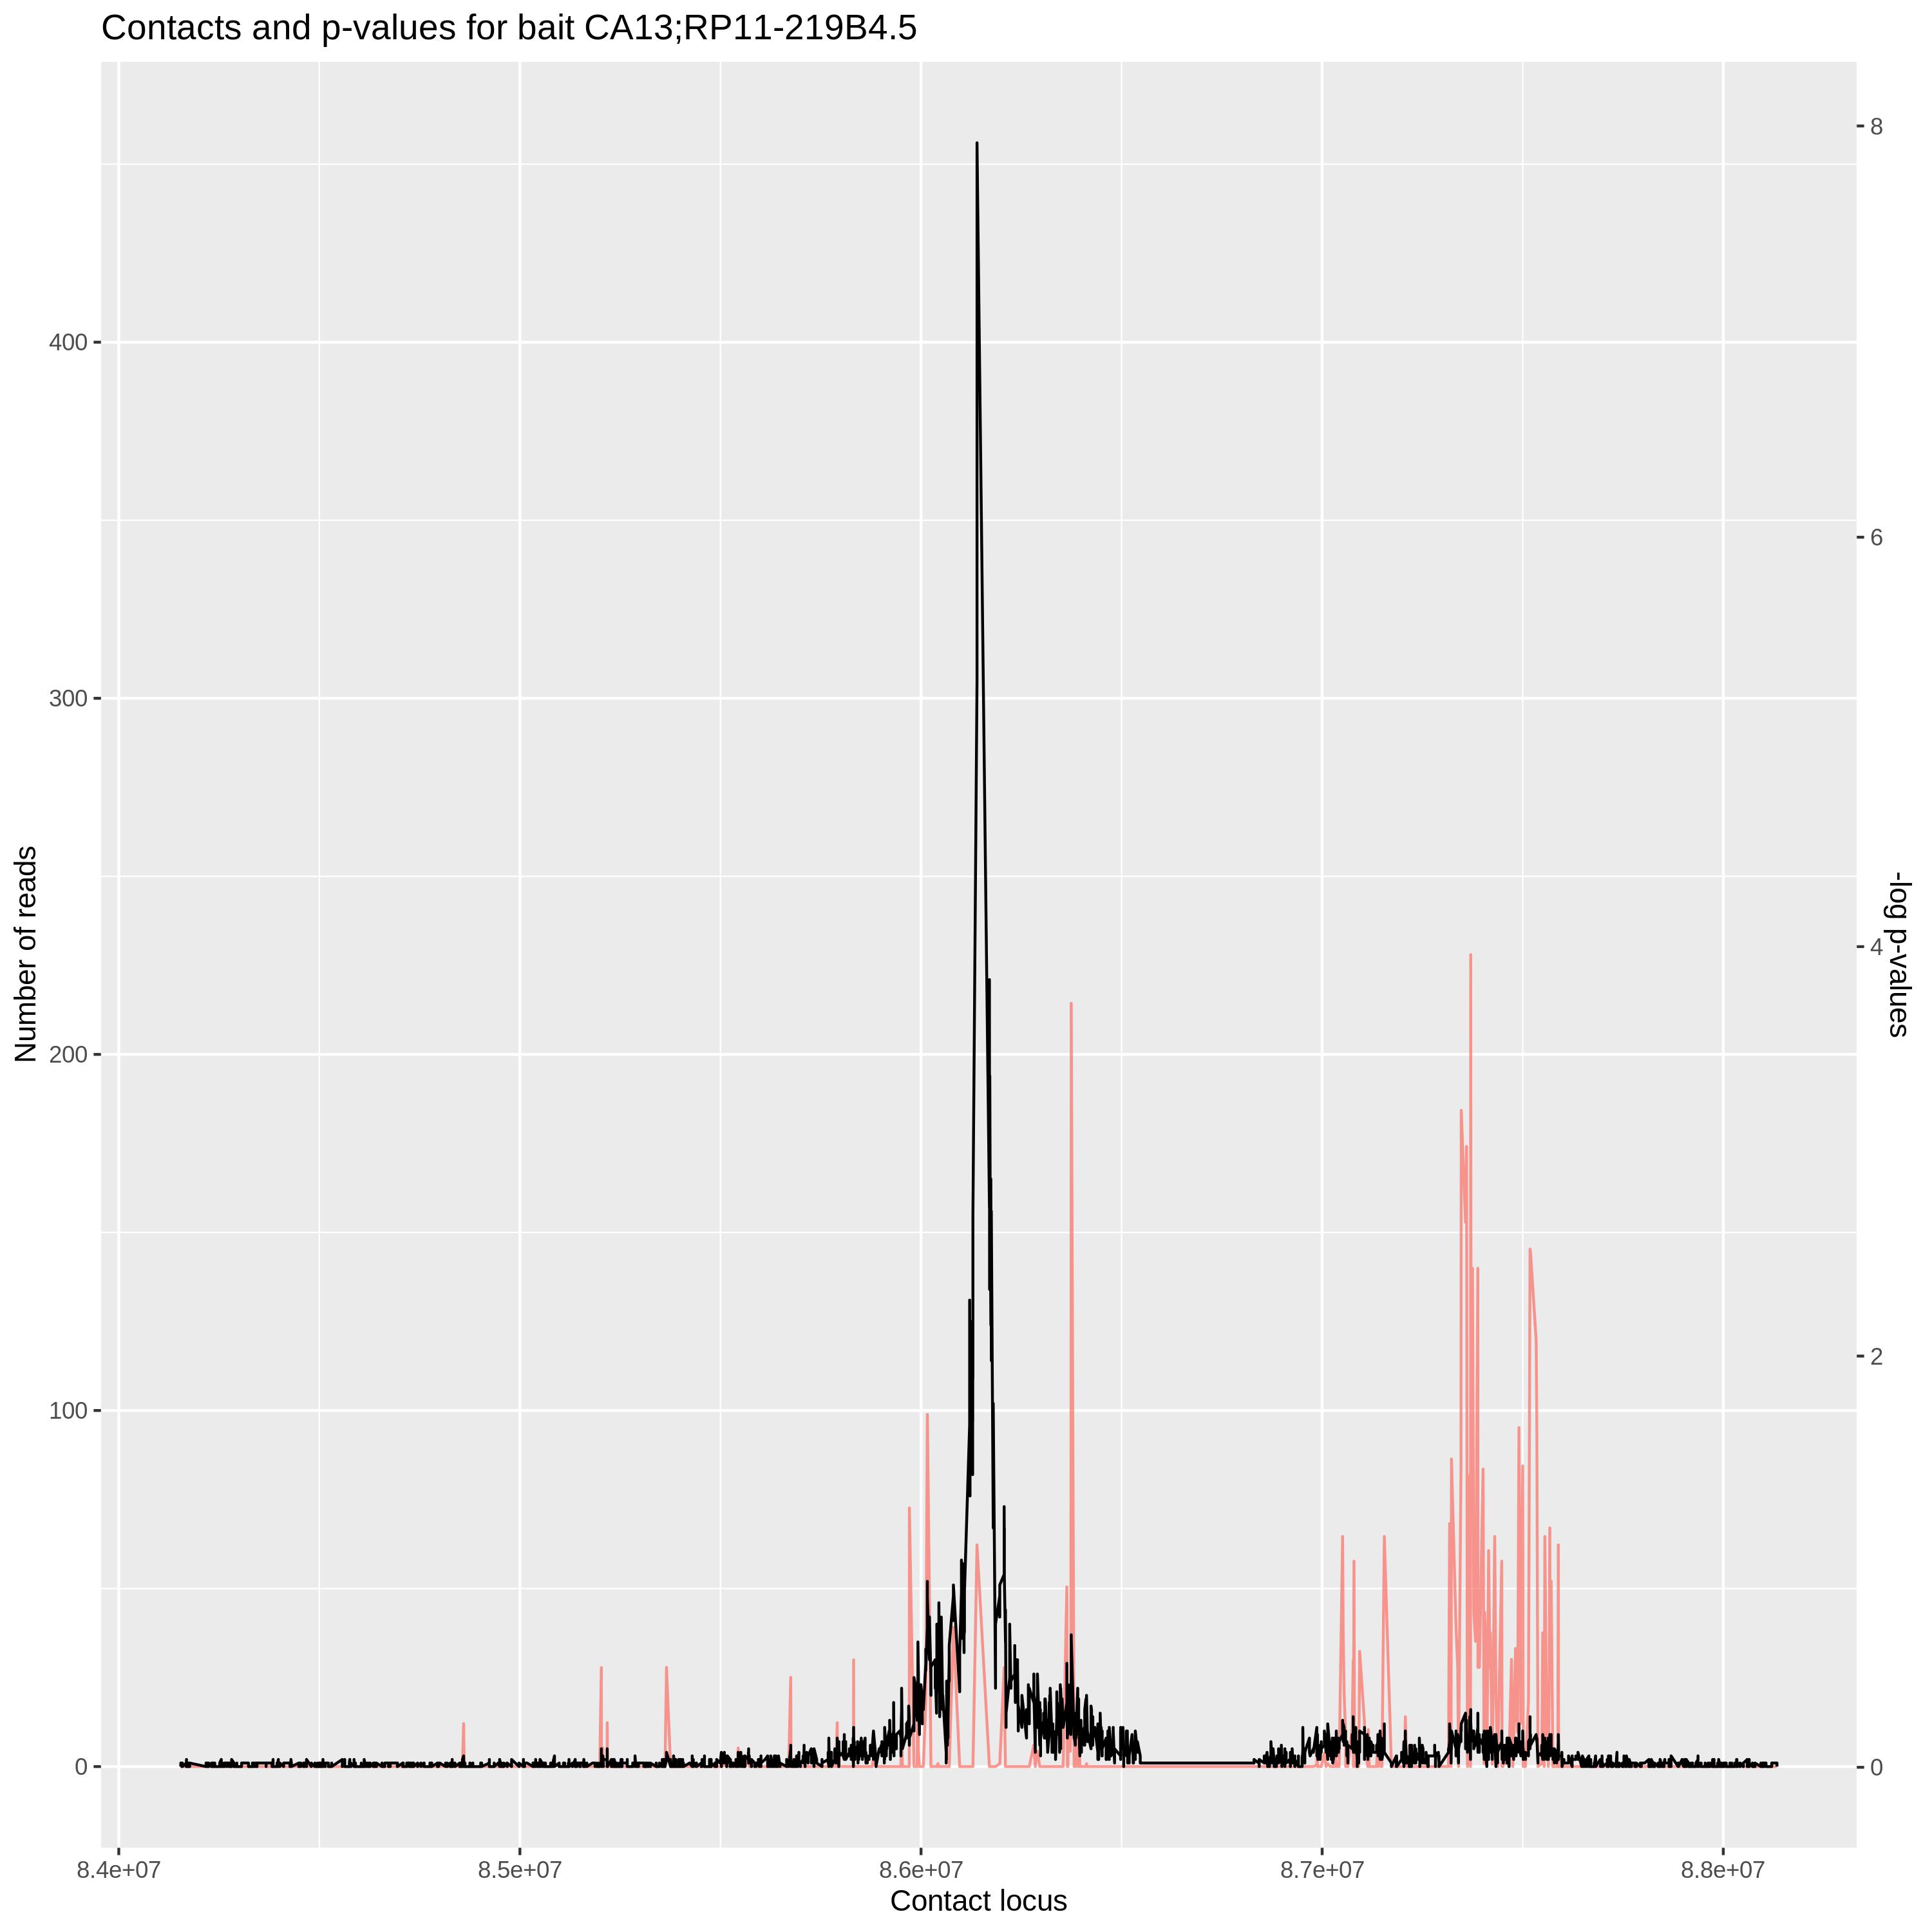 Contacts and p-values for bait CA13;RP11-219B4.5
Number of reads
400
300
200
100
0
8
6
4
2
0
-log p-values
8.4e+07 8.5e+07 8.6e+07 8.7e+07 8.8e+07
Contact locus